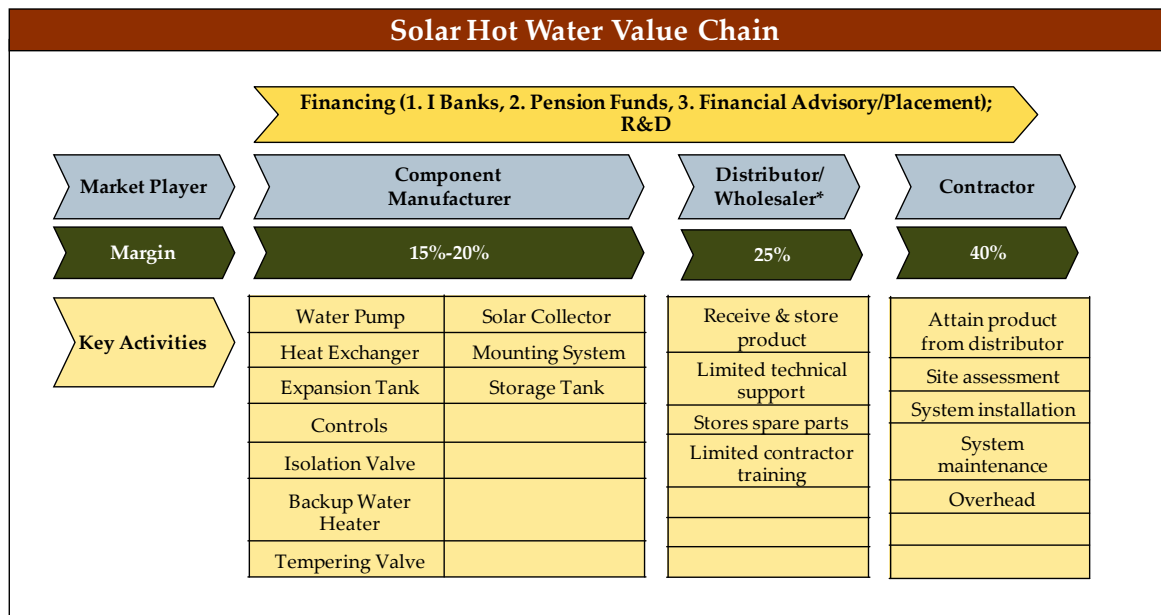 Solar Hot Water Value Chain
Financing (1. I Banks, 2. Pension Funds, 3. Financial Advisory/Placement);
R&D
Market Player
Component
Manufacturer
Distributor/
Wholesaler*
Contractor
Margin
15%-20%
25%
40%
Key Activities
Water Pump
Heat Exchanger
Expansion Tank
Controls
Isolation Valve
Backup Water
Heater
Tempering Valve
Solar Collector
Mounting System
Storage Tank
Receive & store
product
Limited technical
support
Stores spare parts
Limited contractor
training
Attain product
from distributor
Site assessment
System installation
System
maintenance
Overhead